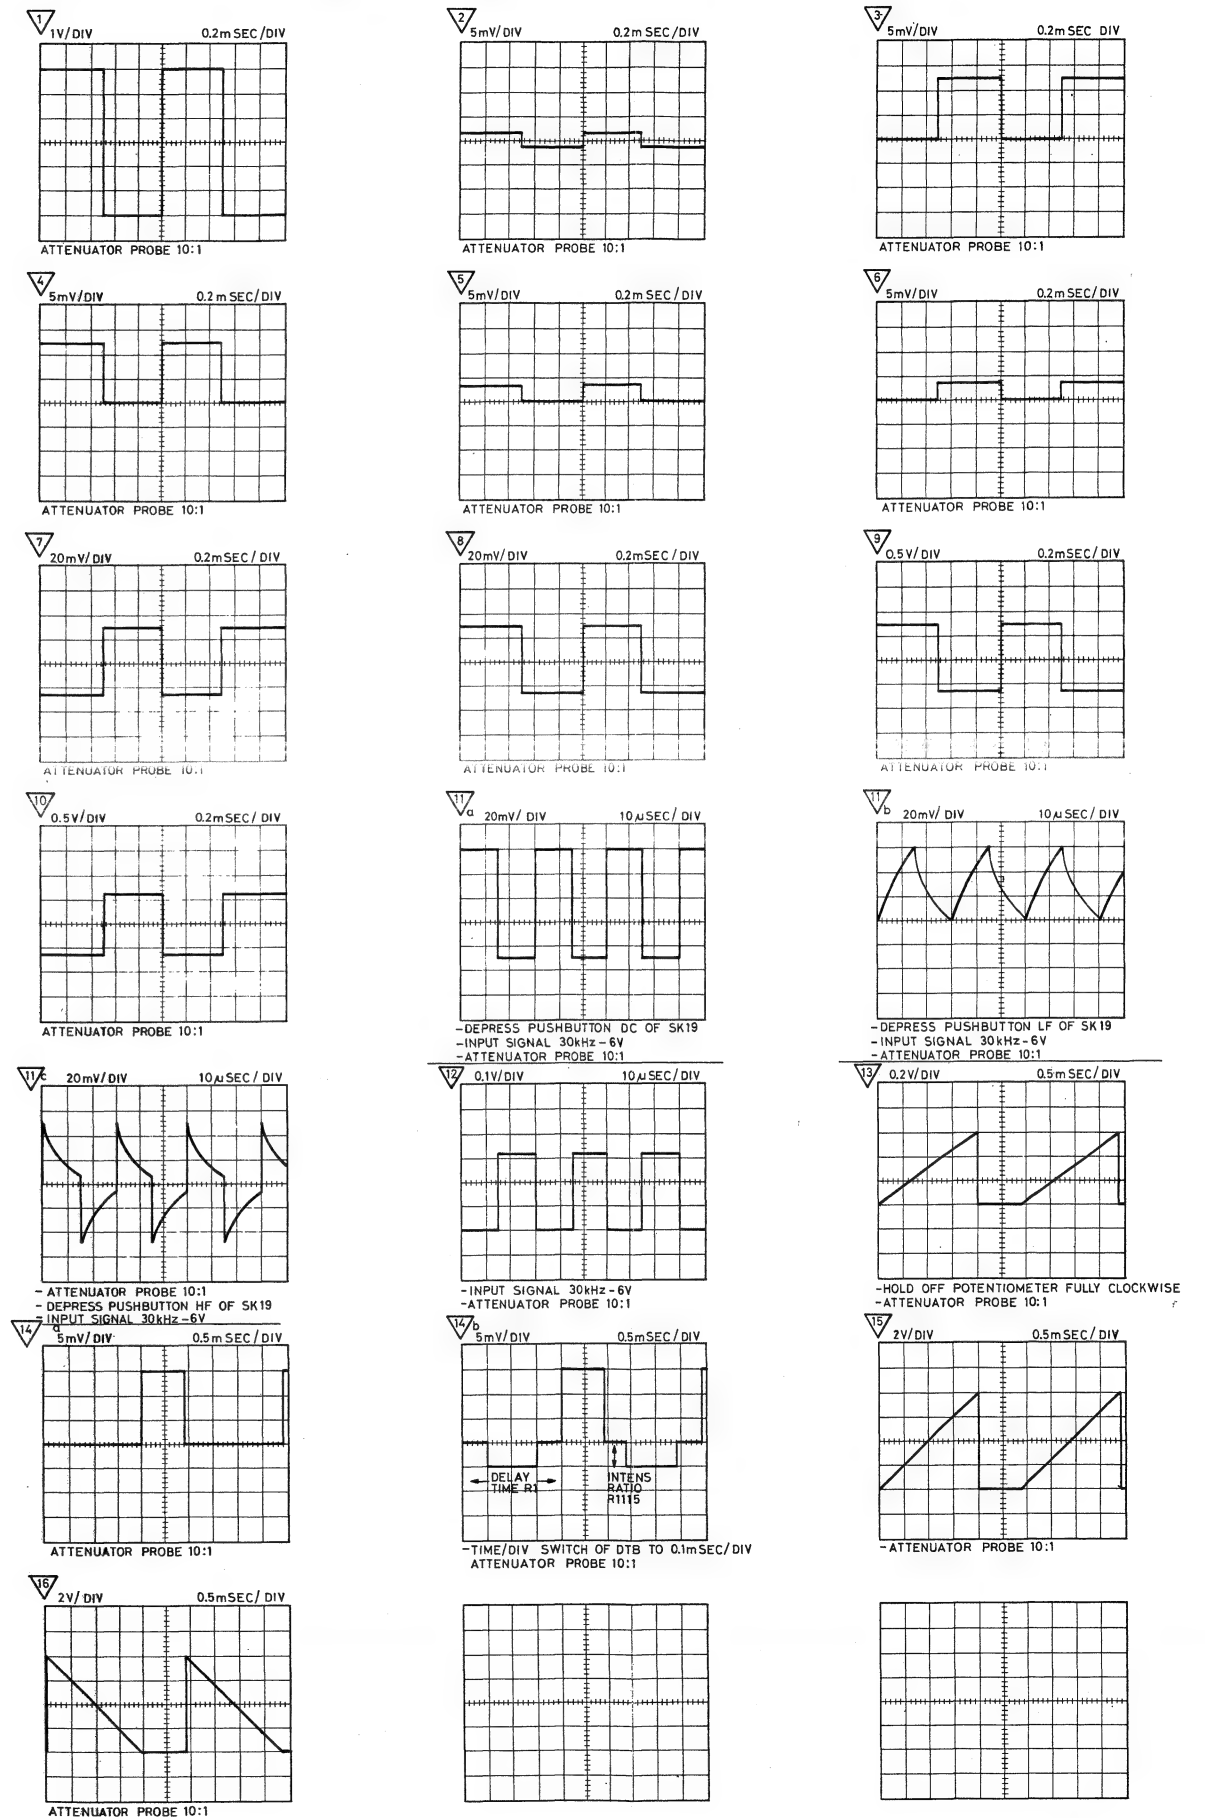 1
1V/DIV 0.2mSEC/DIV
ATTENUATOR PROBE 10:1
2
5mV/DIV 0.2mSEC/DIV
ATTENUATOR PROBE 10:1
3
5mV/DIV 0.2mSEC DIV
ATTENUATOR PROBE 10:1
4
5mV/DIV 0.2mSEC/DIV
ATTENUATOR PROBE 10:1
5
5mV/DIV 0.2mSEC/DIV
ATTENUATOR PROBE 10:1
6
5mV/DIV 0.2mSEC/DIV
ATTENUATOR PROBE 10:1
7
20mV/DIV 0.2mSEC/DIV
ATTENUATOR PROBE 10:1
8
20mV/DIV 0.2mSEC/DIV
ATTENUATOR PROBE 10:1
9
0.5V/DIV 0.2mSEC/DIV
ATTENUATOR PROBE 10:1
10
0.5V/DIV 0.2mSEC/DIV
ATTENUATOR PROBE 10:1
11 a
20mV/DIV 10µSEC/DIV
-DEPRESS PUSHBUTTON DC OF SK19
-INPUT SIGNAL 30kHz-6V
-ATTENUATOR PROBE 10:1
11 b
20mV/DIV 10µSEC/DIV
-DEPRESS PUSHBUTTON LF OF SK19
-INPUT SIGNAL 30kHz-6V
-ATTENUATOR PROBE 10:1
11 c
20mV/DIV 10µSEC/DIV
- ATTENUATOR PROBE 10:1
- DEPRESS PUSHBUTTON HF OF SK19
- INPUT SIGNAL 30kHz-6V
12
0.1V/DIV 10µSEC/DIV
-INPUT SIGNAL 30kHz-6V
-ATTENUATOR PROBE 10:1
13
0.2V/DIV 0.5mSEC/DIV
-HOLD OFF POTENTIOMETER FULLY CLOCKWISE
-ATTENUATOR PROBE 10:1
14 a
5mV/DIV 0.5mSEC/DIV
ATTENUATOR PROBE 10:1
14 b
5mV/DIV 0.5mSEC/DIV
DELAY
TIME R1
INTENS
RATIO
R1115
-TIME/DIV SWITCH OF DTB TO 0.1mSEC/DIV
ATTENUATOR PROBE 10:1
15
2V/DIV 0.5mSEC/DIV
-ATTENUATOR PROBE 10:1
16
2V/DIV 0.5mSEC/DIV
ATTENUATOR PROBE 10:1